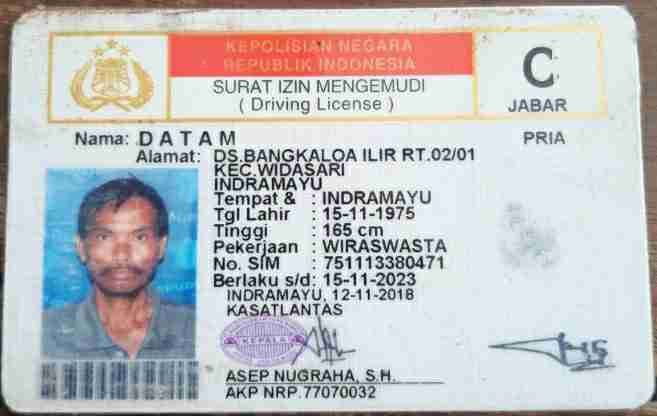 KEPOLISIAN NEGARA
REPUBLIK INDONESIA
SURAT IZIN MENGEMUDI
( Driving License )
C
JABAR
Nama: DATAM
PRIA
Alamat: DS.BANGKALOA ILIR RT.02/01
KEC.WIDASARI
INDRAMAYU
Tempat & : INDRAMAYU
Tgl Lahir : 15-11-1975
Tinggi : 165 cm
Pekerjaan : WIRASWASTA
No. SIM : 751113380471
Berlaku s/d: 15-11-2023
INDRAMAYU, 12-11-2018
KASATLANTAS
KEPALA
ASEP NUGRAHA, S.H.
AKP NRP.77070032